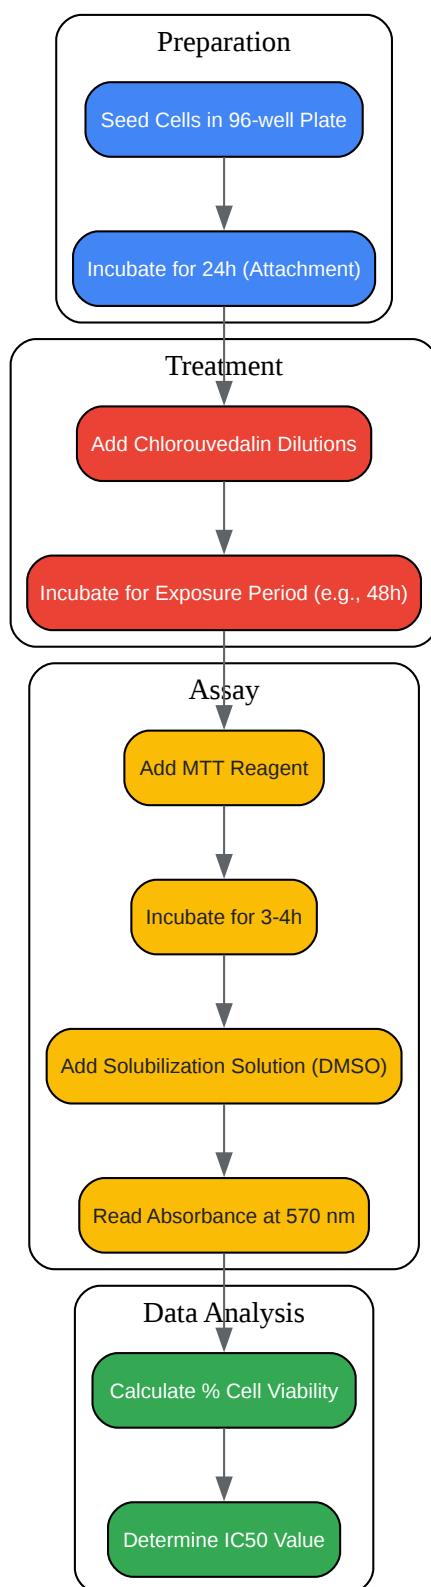 Preparation
Seed Cells in 96-well Plate
Incubate for 24h (Attachment)
Treatment
Add Chlorouvedalin Dilutions
Incubate for Exposure Period (e.g., 48h)
Assay
Add MTT Reagent
Incubate for 3-4h
Add Solubilization Solution (DMSO)
Read Absorbance at 570 nm
Data Analysis
Calculate % Cell Viability
Determine IC50 Value